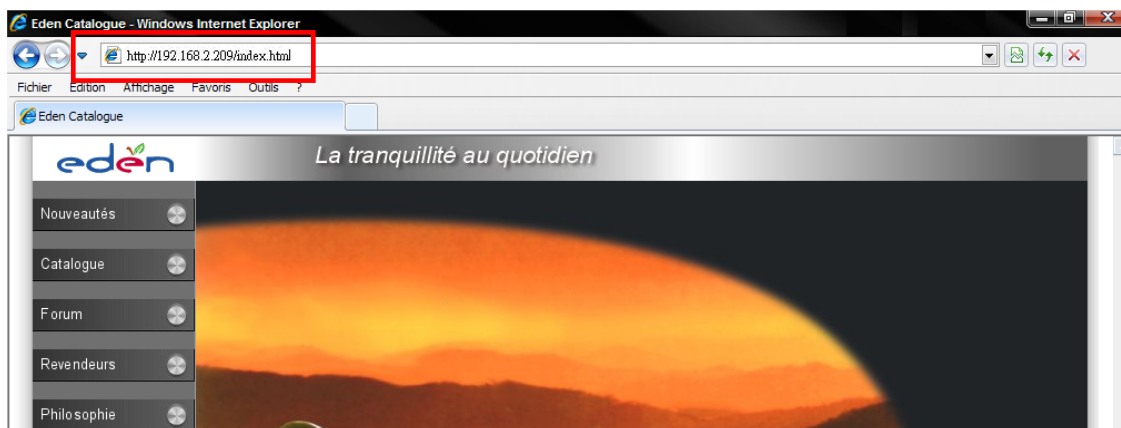 Eden Catalogue - Windows Internet Explorer
http://192.168.2.209/index.html
Fichier Edition Affichage Favoris Outils ?
Eden Catalogue
eden
La tranquillité au quotidien
Nouveautés
Catalogue
Forum
Revendeurs
Philosophie